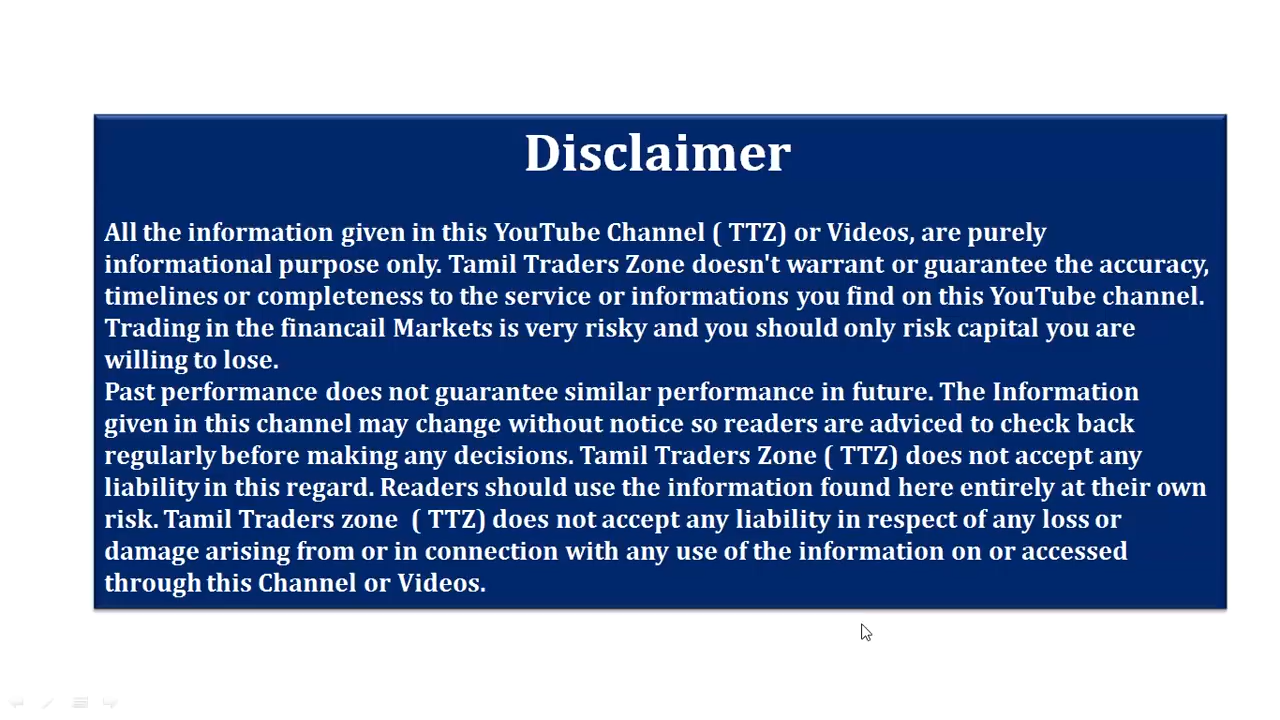 Disclaimer
All the information given in this YouTube Channel ( TTZ) or Videos, are purely
informational purpose only. Tamil Traders Zone doesn't warrant or guarantee the accuracy,
timelines or completeness to the service or informations you find on this YouTube channel.
Trading in the financail Markets is very risky and you should only risk capital you are
willing to lose.
Past performance does not guarantee similar performance in future. The Information
given in this channel may change without notice so readers are adviced to check back
regularly before making any decisions. Tamil Traders Zone ( TTZ) does not accept any
liability in this regard. Readers should use the information found here entirely at their own
risk. Tamil Traders zone  ( TTZ) does not accept any liability in respect of any loss or
damage arising from or in connection with any use of the information on or accessed
through this Channel or Videos.